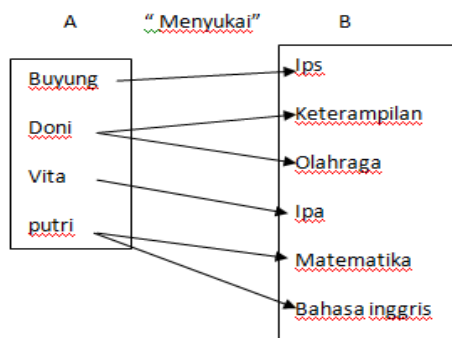 A “ Menyukai” B
Buyung
Doni
Vita
putri
Ips
Keterampilan
Olahraga
Ipa
Matematika
Bahasa inggris